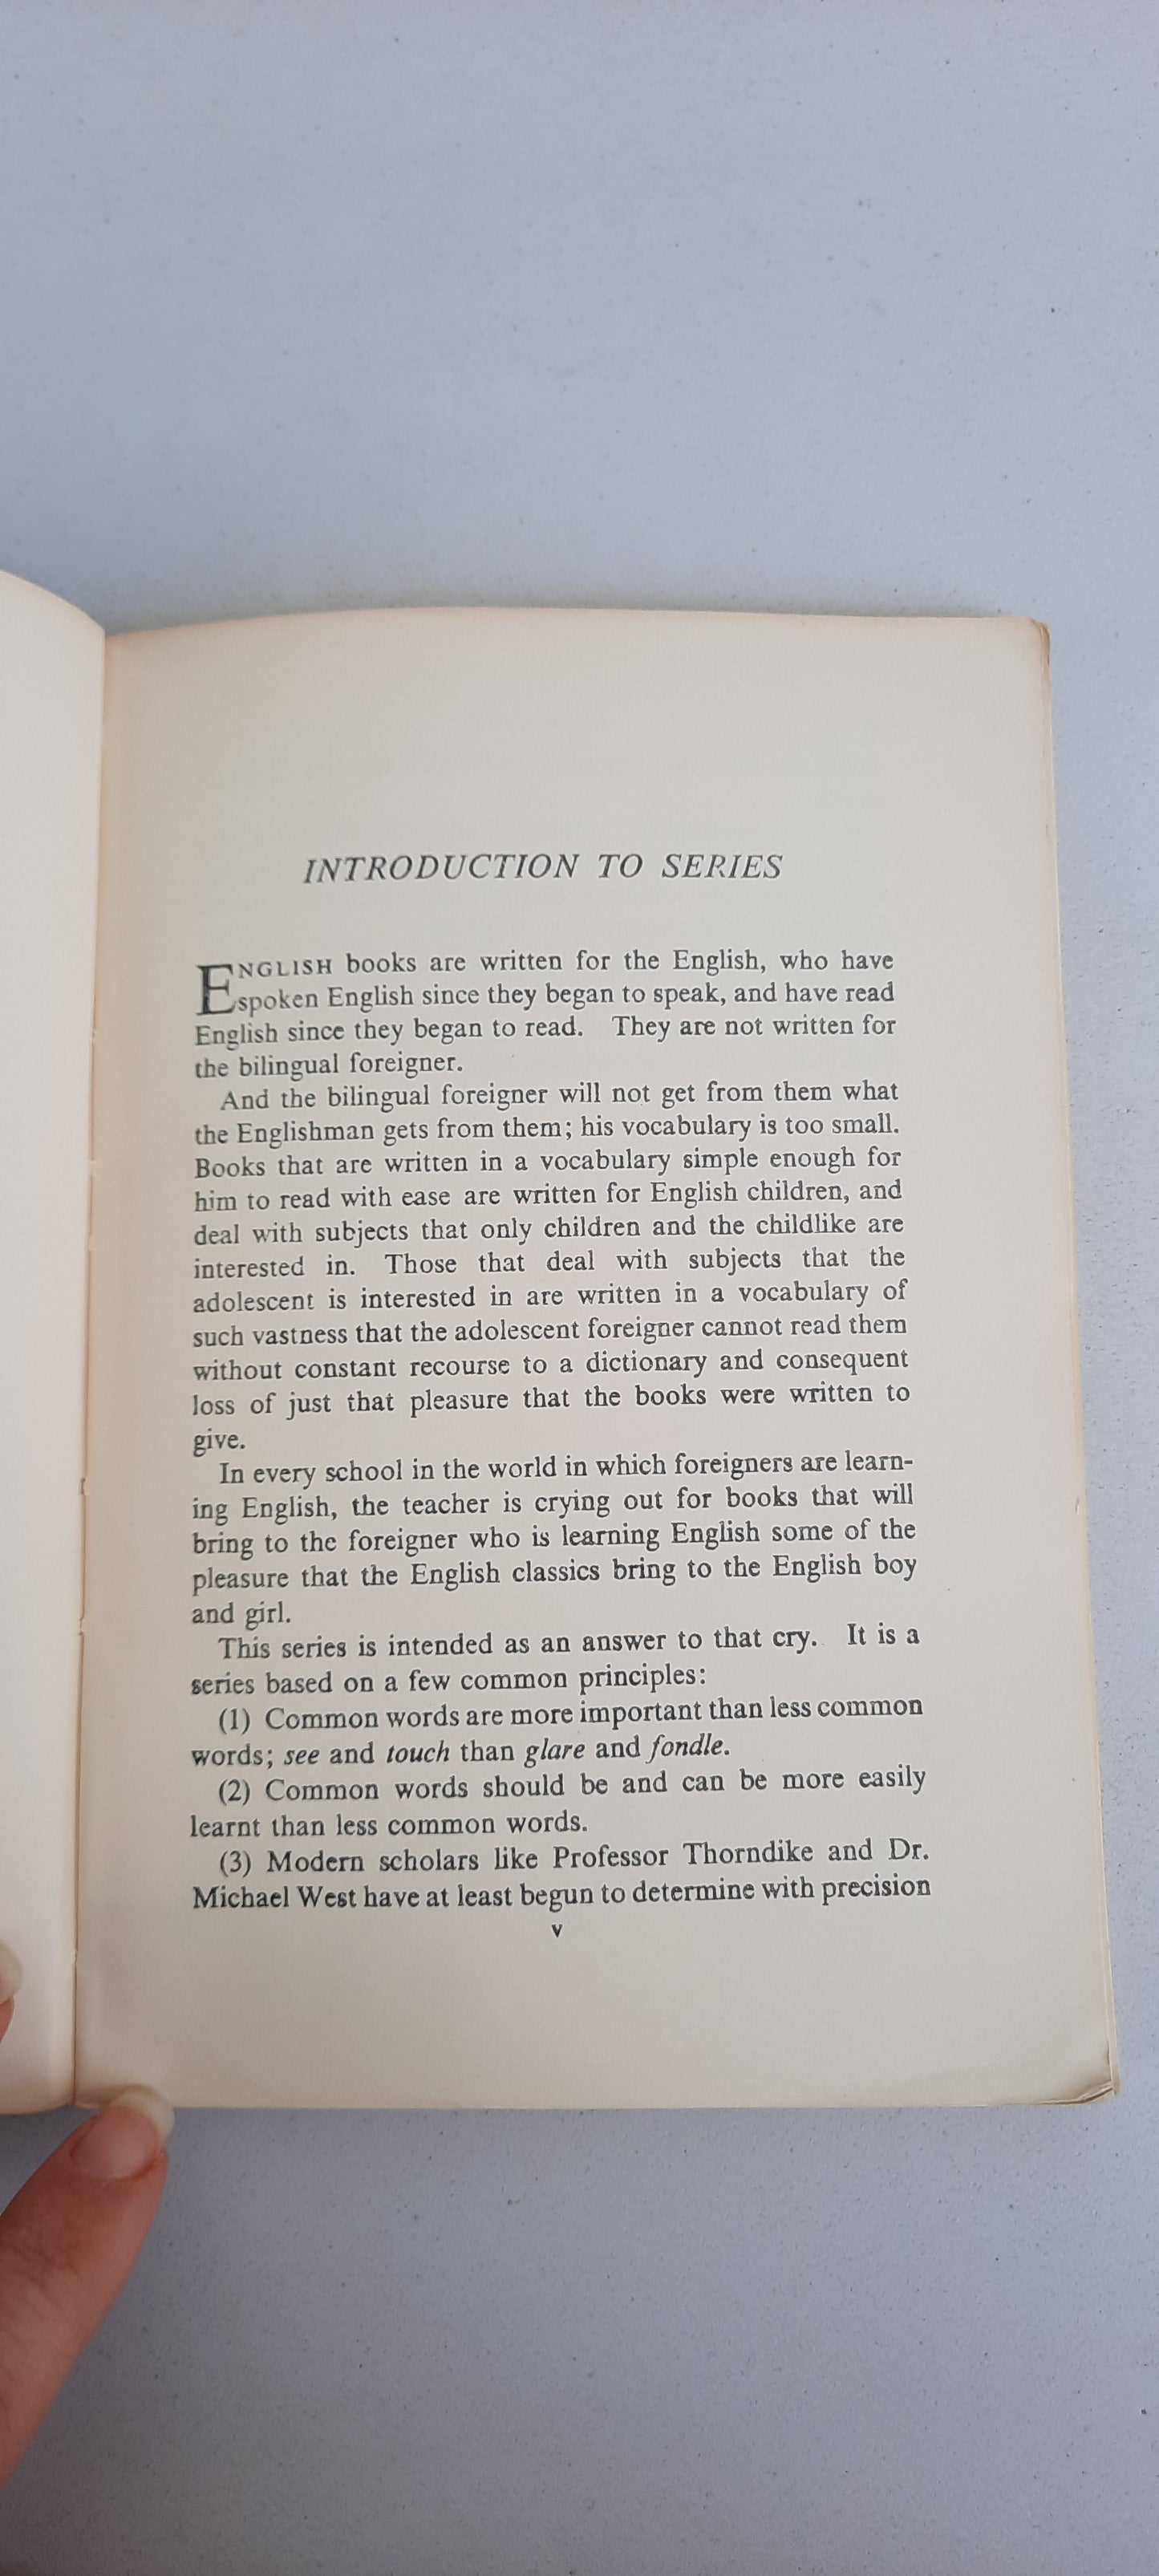 INTRODUCTION TO SERIES
ENGLISH books are written for the English, who have
spoken English since they began to speak, and have read
English since they began to read. They are not written for
the bilingual foreigner.
And the bilingual foreigner will not get from them what
the Englishman gets from them; his vocabulary is too small.
Books that are written in a vocabulary simple enough for
him to read with ease are written for English children, and
deal with subjects that only children and the childlike are
interested in. Those that deal with subjects that the
adolescent is interested in are written in a vocabulary of
such vastness that the adolescent foreigner cannot read them
without constant recourse to a dictionary and consequent
loss of just that pleasure that the books were written to
give.
In every school in the world in which foreigners are learn-
ing English, the teacher is crying out for books that will
bring to the foreigner who is learning English some of the
pleasure that the English classics bring to the English boy
and girl.
This series is intended as an answer to that cry. It is a
series based on a few common principles:
(1) Common words are more important than less common
words; see and touch than glare and fondle.
(2) Common words should be and can be more easily
learnt than less common words.
(3) Modern scholars like Professor Thorndike and Dr.
Michael West have at least begun to determine with precision
v